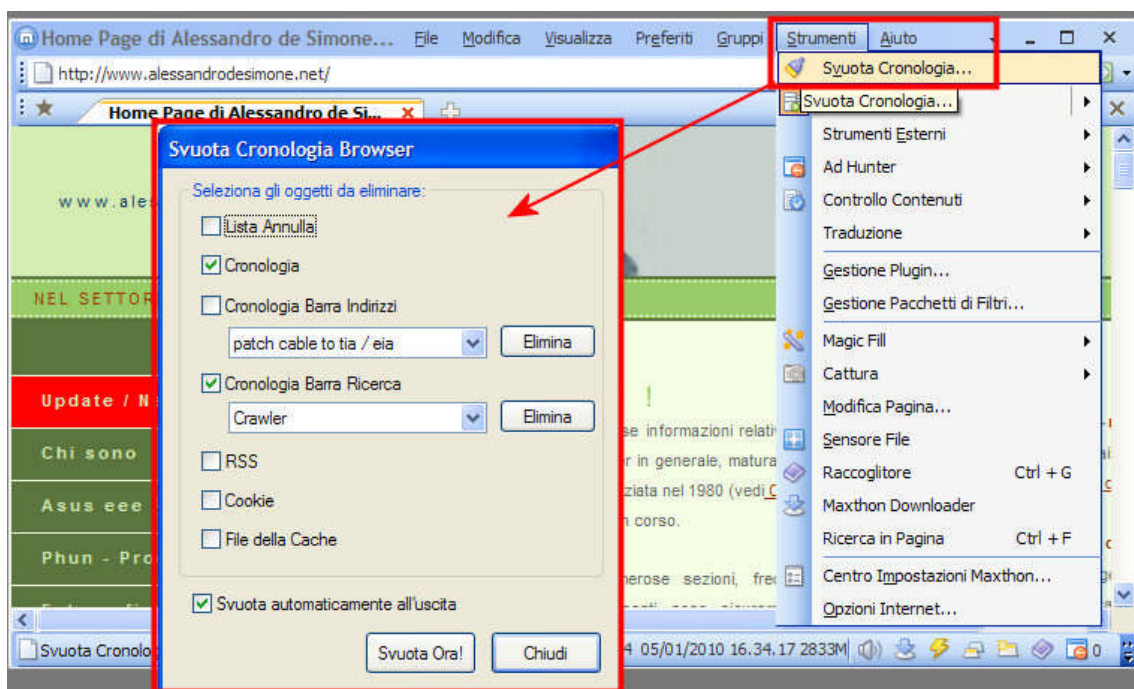 Home Page di Alessandro de Simone... File Modifica Visualizza Preferiti Gruppi Strumenti Aiuto
http://www.alessandrodesimone.net/
Home Page di Alessandro de Si...
Svuota Cronologia...
Svuota Cronologia...
Strumenti Esterni
Ad Hunter
Controllo Contenuti
Traduzione
Gestione Plugin...
Gestione Pacchetti di Filtri...
Magic Fill
Cattura
Modifica Pagina...
Sensore File
Raccoglitore Ctrl + G
Maxthon Downloader
Ricerca in Pagina Ctrl + F
Centro Impostazioni Maxthon...
Opzioni Internet...
Svuota Cronologia Browser
Seleziona gli oggetti da eliminare:
Lista Annulla
Cronologia
Cronologia Barra Indirizzi
patch cable to tia / eia Elimina
Cronologia Barra Ricerca
Crawler Elimina
RSS
Cookie
File della Cache
Svuota automaticamente all'uscita
Svuota Ora! Chiudi
www.ale
NEL SETTOR
Update / N
Chi sono
Asus eee
Phun - Pro
!
se informazioni relati
r in generale, matura
ziata nel 1980 (vedi C
n corso.
nerose sezioni, fre
Svuota Cronolo
4 05/01/2010 16.34.17 2833M 0